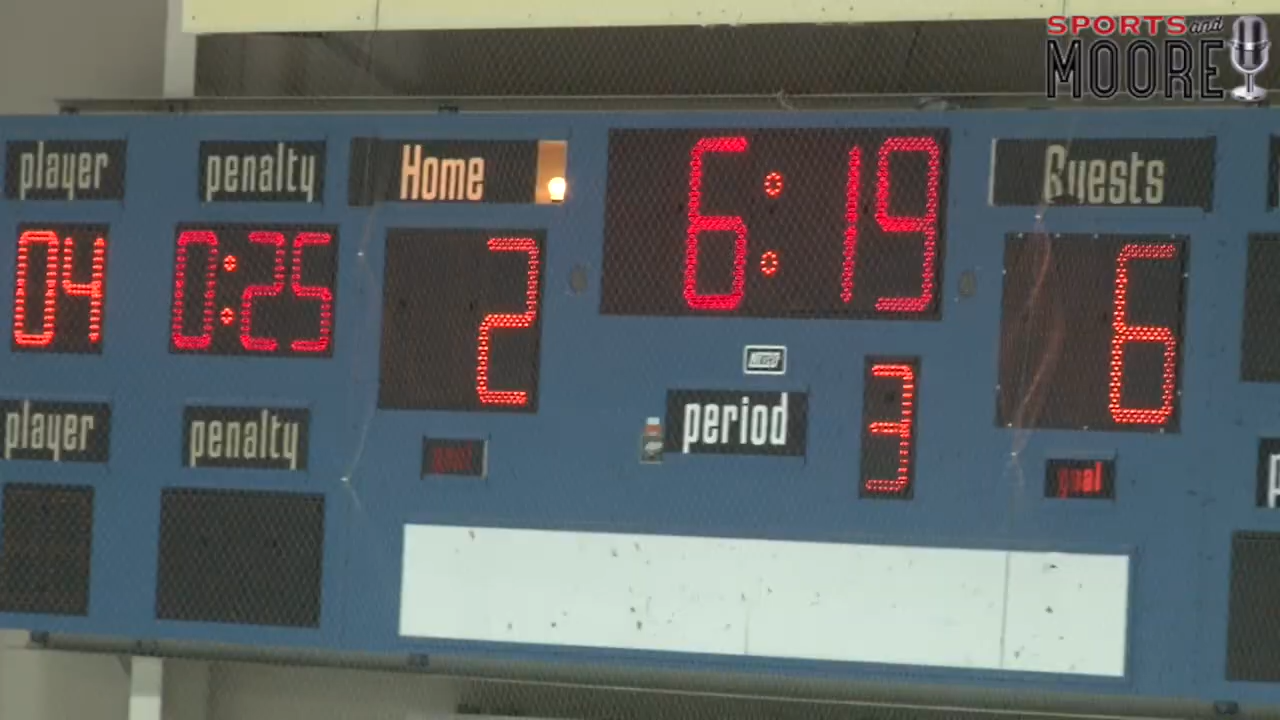 SPORTS and
MOORE
player penalty Home 6:19 Guests
04 0:25 2 6
player penalty period 3
goal